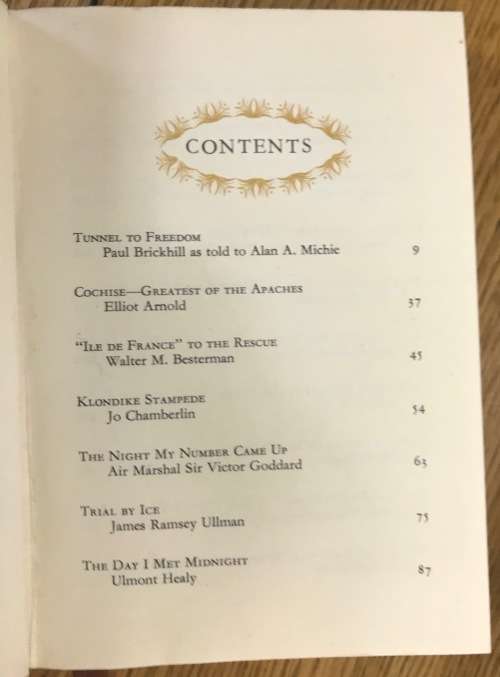 CONTENTS
TUNNEL TO FREEDOM
Paul Brickhill as told to Alan A. Michie 9
COCHISE—GREATEST OF THE APACHES
Elliot Arnold 37
"ILE DE FRANCE" TO THE RESCUE
Walter M. Besterman 45
KLONDIKE STAMPEDE
Jo Chamberlin 54
THE NIGHT MY NUMBER CAME UP
Air Marshal Sir Victor Goddard 63
TRIAL BY ICE
James Ramsey Ullman 75
THE DAY I MET MIDNIGHT
Ulmont Healy 87